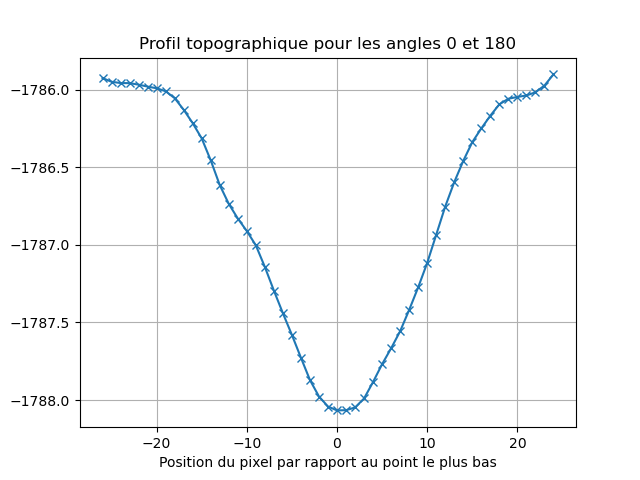 Profil topographique pour les angles 0 et 180
−1786.0
−1786.5
−1787.0
−1787.5
−1788.0
−20 −10 0 10 20
Position du pixel par rapport au point le plus bas